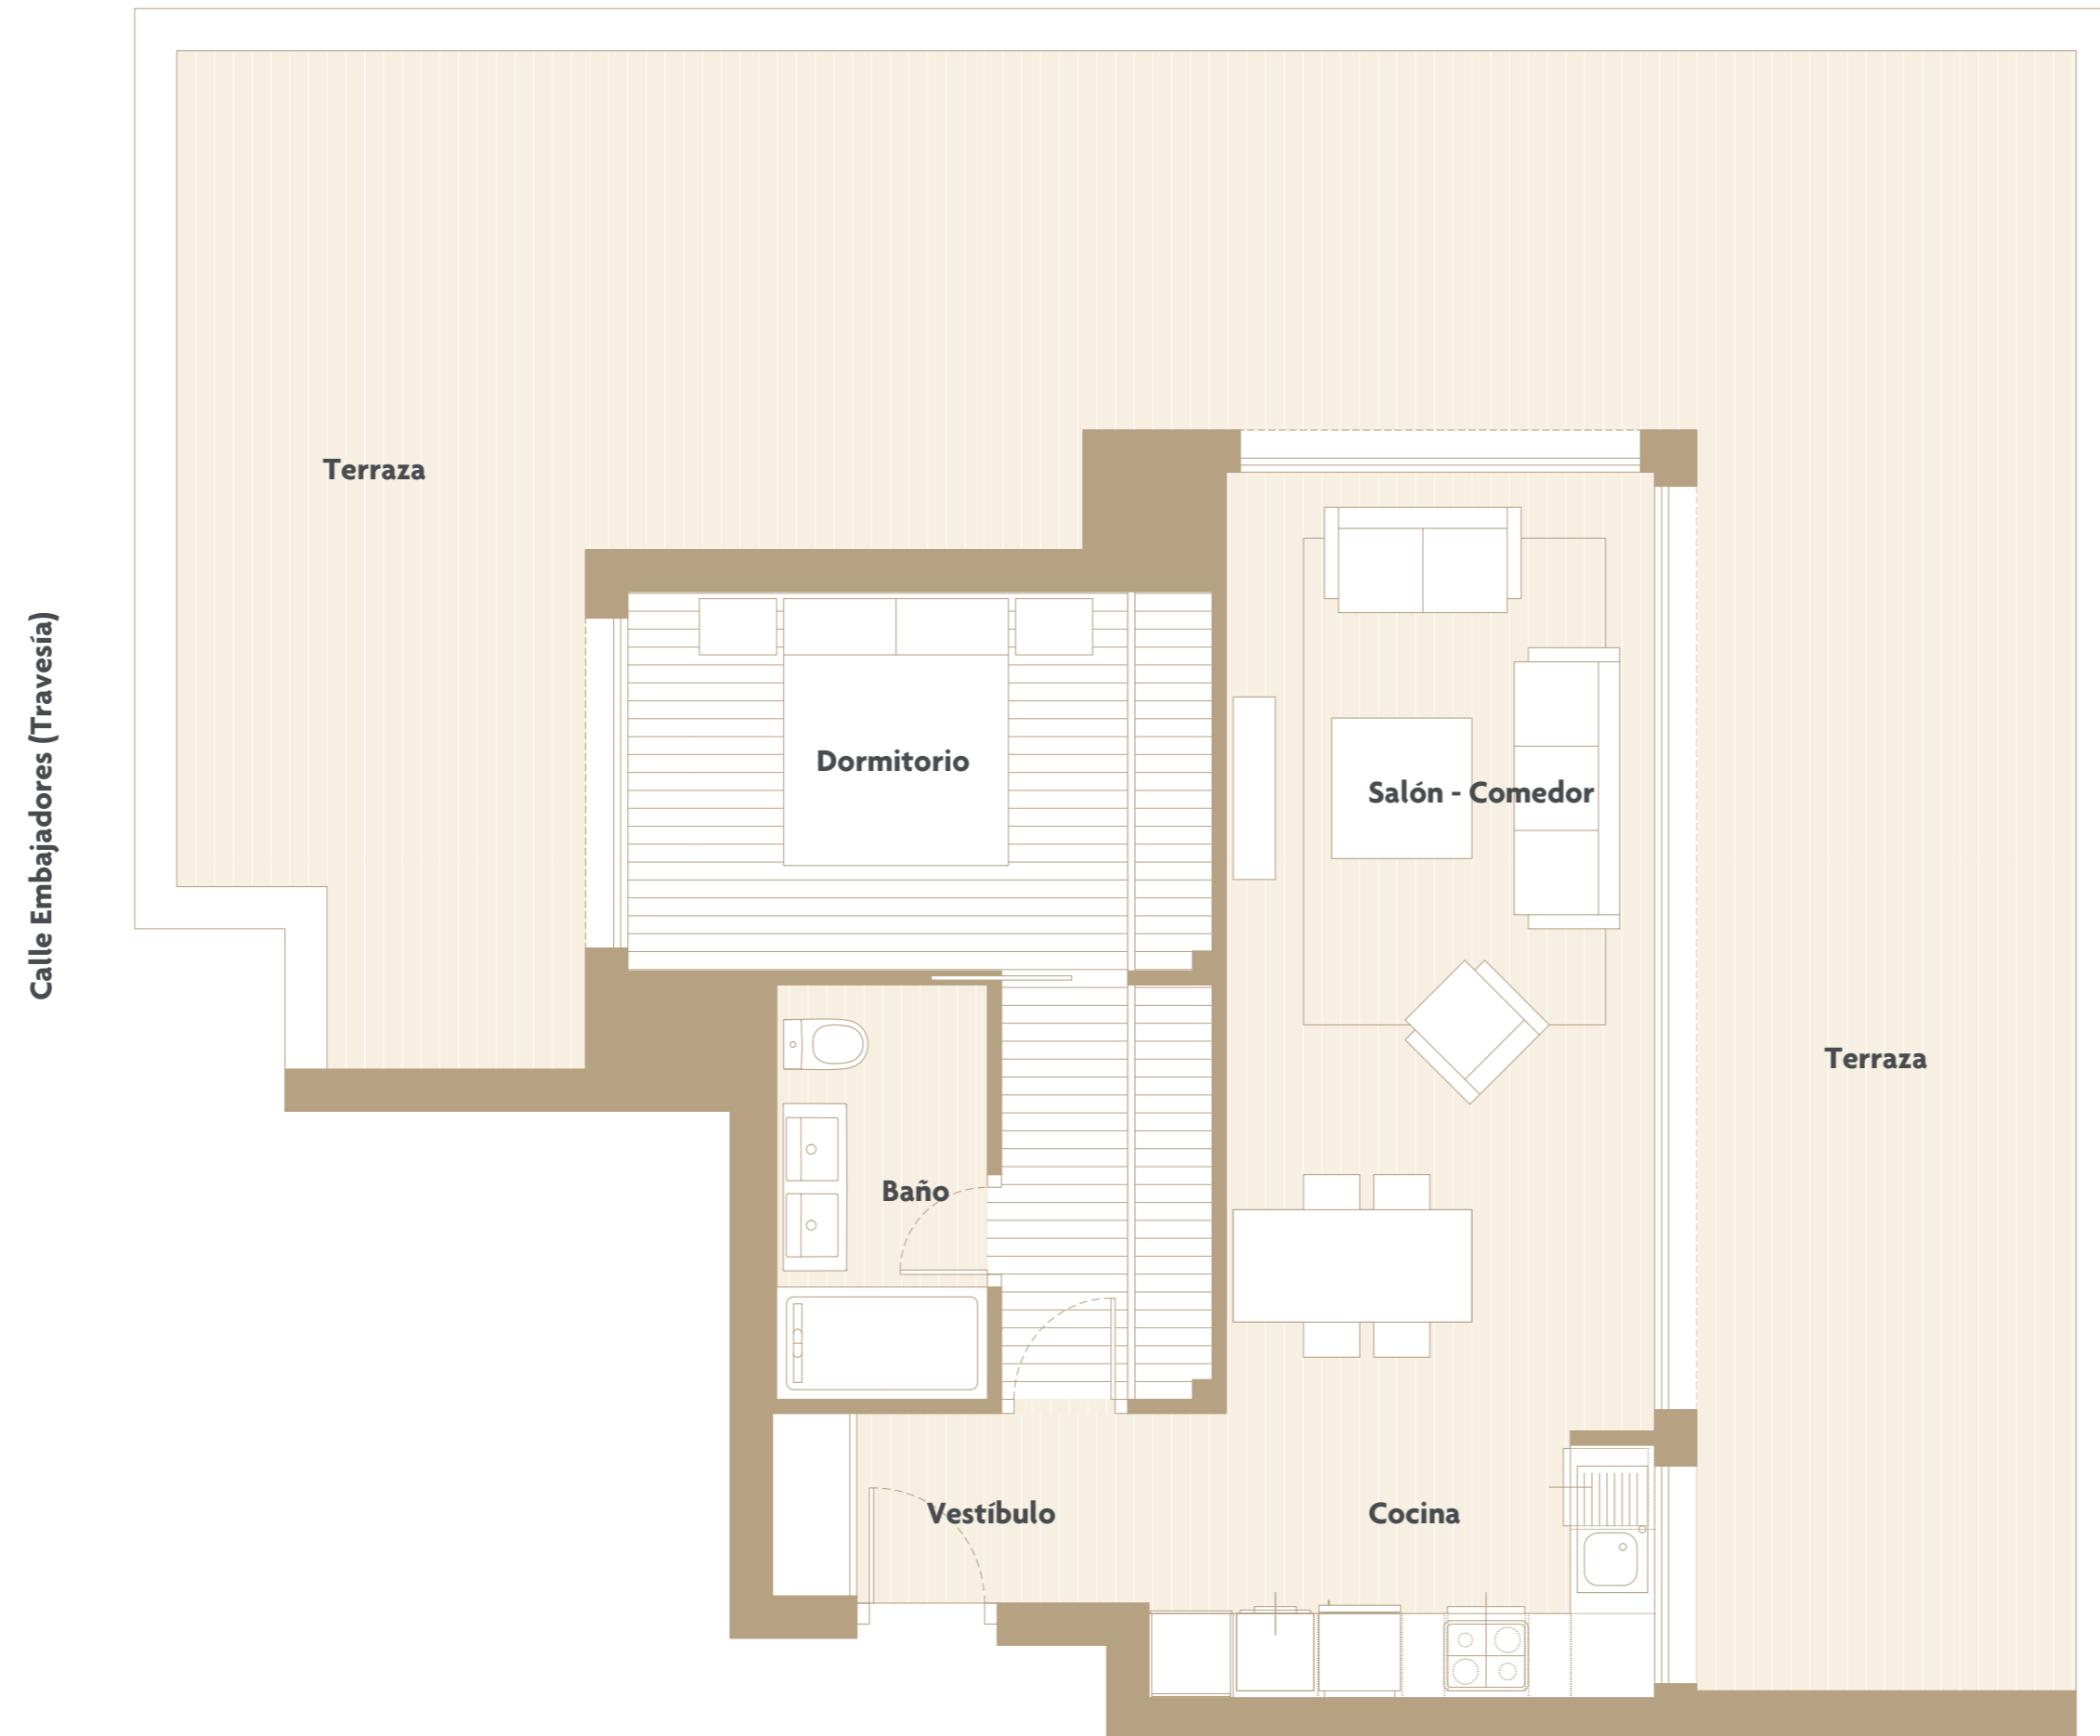 Terraza
Calle Embajadores (Travesía)
Dormitorio
Salón - Comedor
Terraza
Baño
Vestíbulo
Cocina